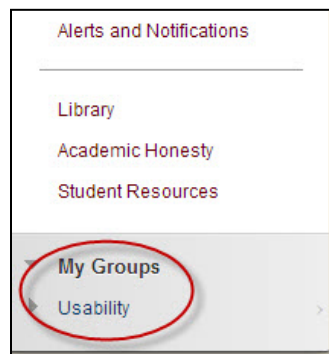 Alerts and Notifications
Library
Academic Honesty
Student Resources
My Groups
Usability